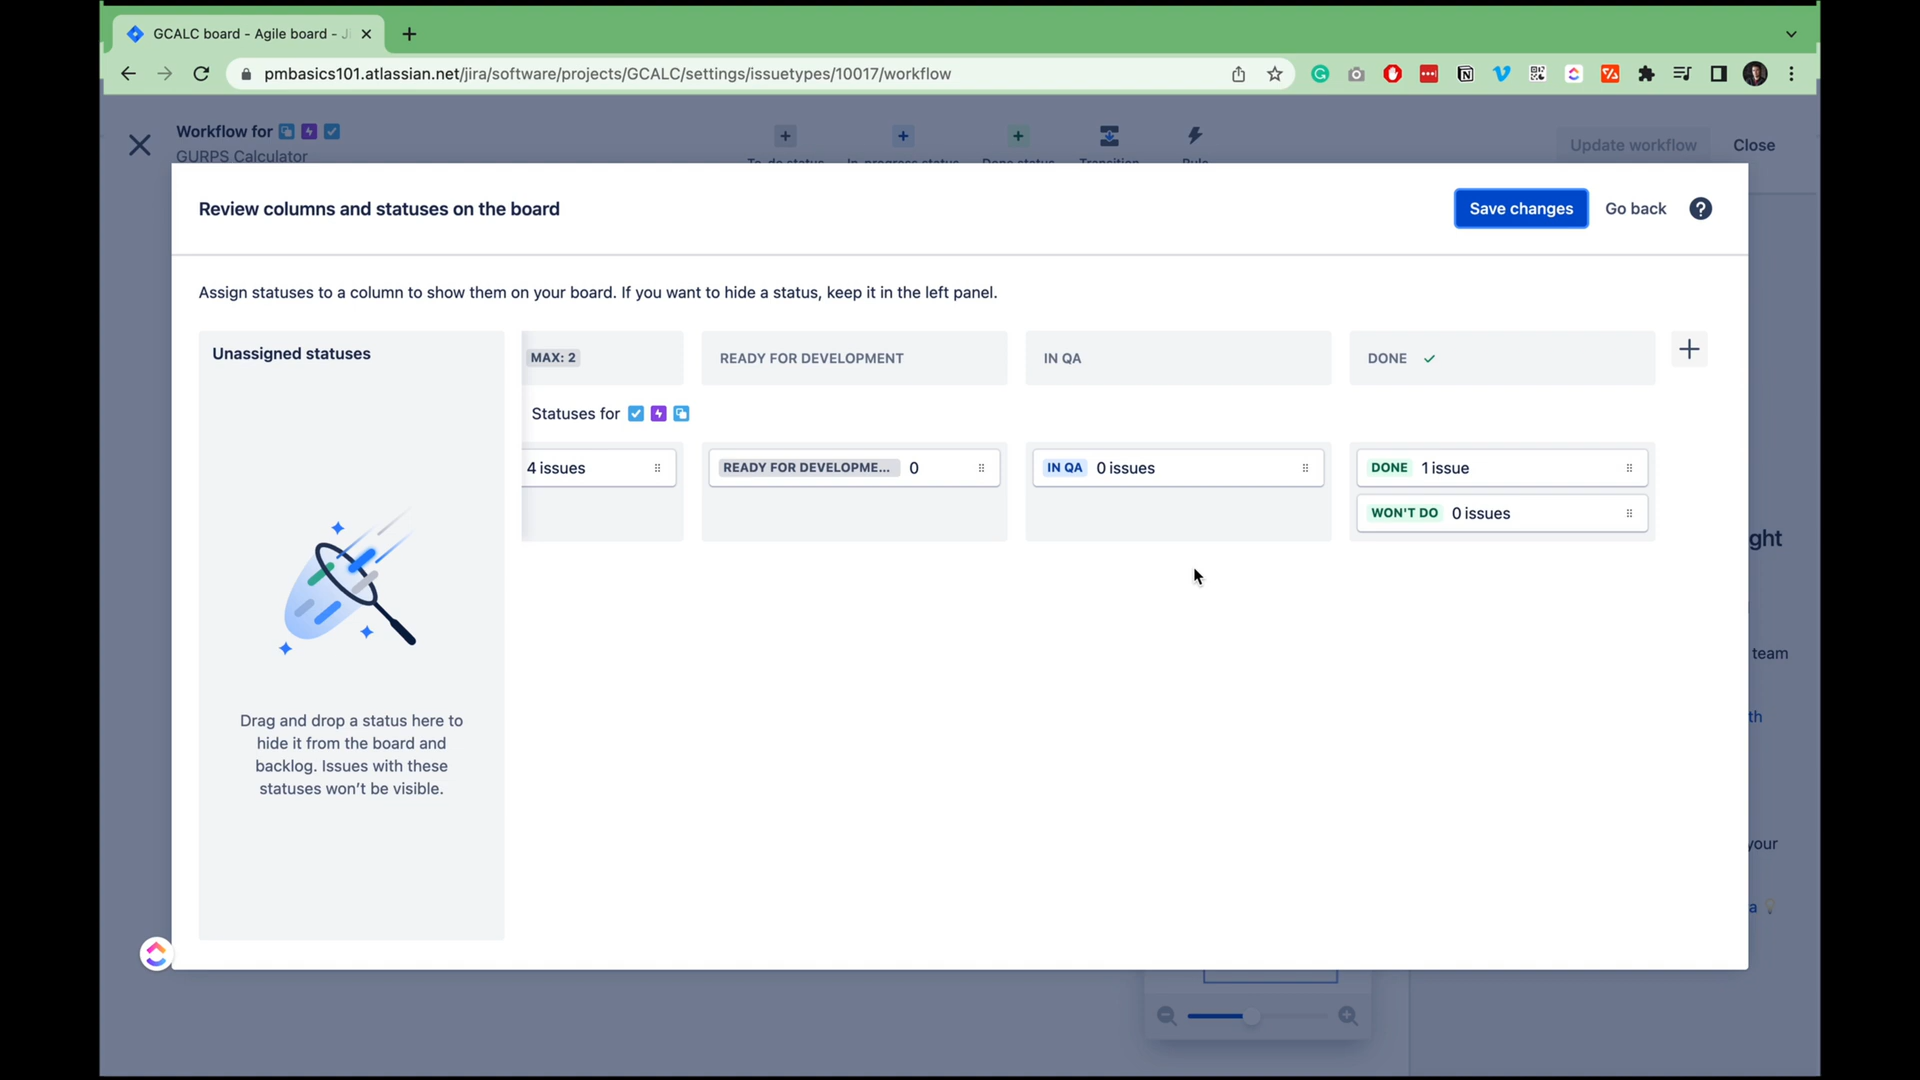 GCALC board - Agile board - Ji
pmbasics101.atlassian.net/jira/software/projects/GCALC/settings/issuetypes/10017/workflow
Workflow for
GURPS Calculator
To-do status
In-progress status
Done status
Transition
Rule
Update workflow
Close
Review columns and statuses on the board
Save changes
Go back
Assign statuses to a column to show them on your board. If you want to hide a status, keep it in the left panel.
Unassigned statuses
MAX: 2
READY FOR DEVELOPMENT
IN QA
DONE
Statuses for
4 issues
READY FOR DEVELOPME... 0
IN QA 0 issues
DONE 1 issue
WON'T DO 0 issues
Drag and drop a status here to
hide it from the board and
backlog. Issues with these
statuses won't be visible.
ght
team
th
your
a